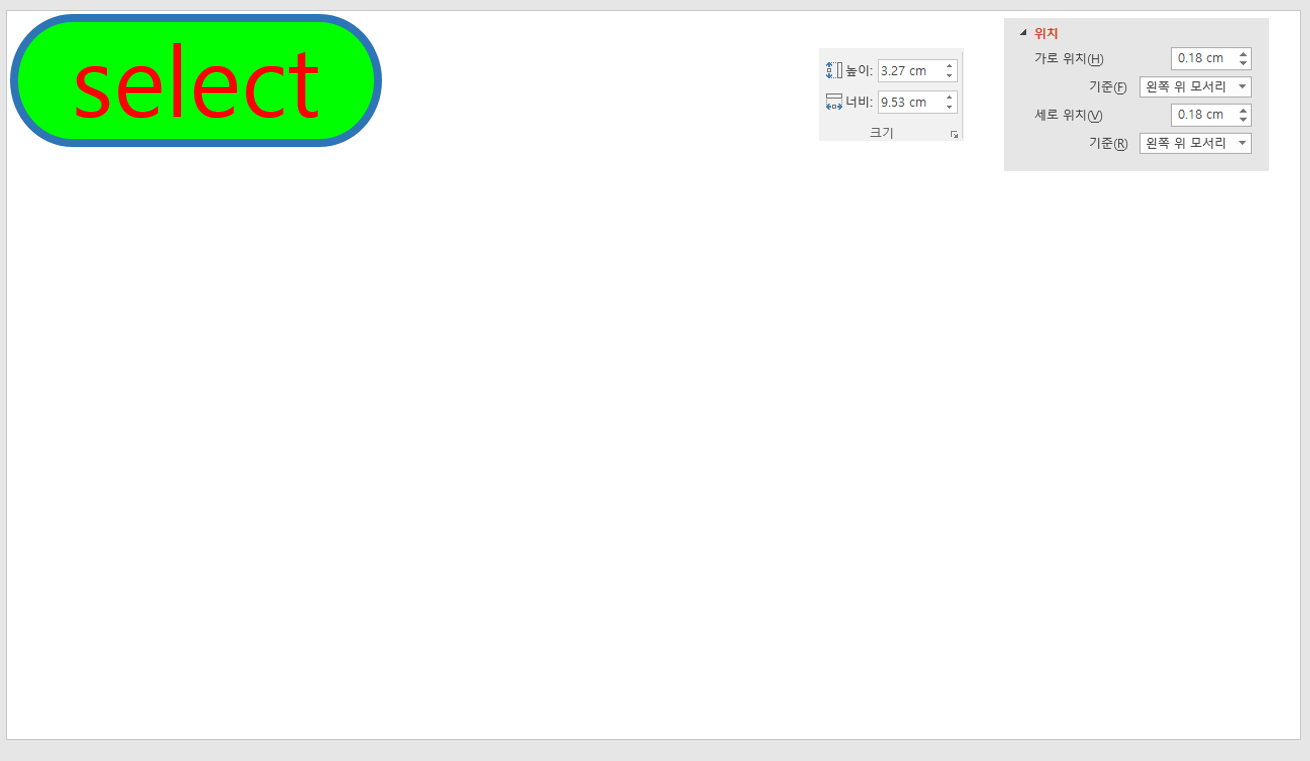 select
높이: 3.27 cm
너비: 9.53 cm
크기
위치
가로 위치(H) 0.18 cm
기준(F) 왼쪽 위 모서리
세로 위치(V) 0.18 cm
기준(R) 왼쪽 위 모서리